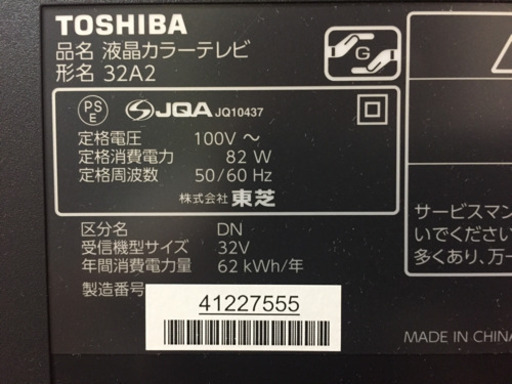 TOSHIBA
品名 液晶カラーテレビ
形名 32A2
G
PS
E
JQA JQ10437
定格電圧 100V ～
定格消費電力 82 W
定格周波数 50/60 Hz
株式会社 東芝
区分名 DN
受信機型サイズ 32V
年間消費電力量 62 kWh/年
製造番号
41227555
サービスマン
いでくださ
多くあり、万一
MADE IN CHINA